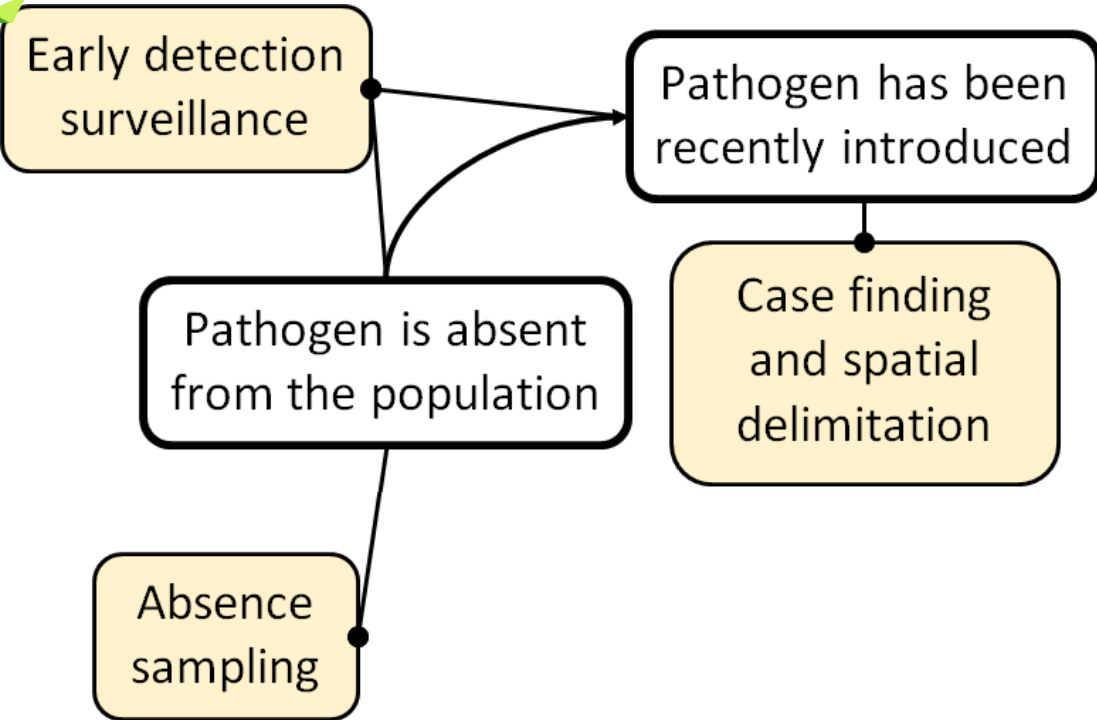 Early detection
surveillance
Pathogen has been
recently introduced
Pathogen is absent
from the population
Case finding
and spatial
delimitation
Absence
sampling